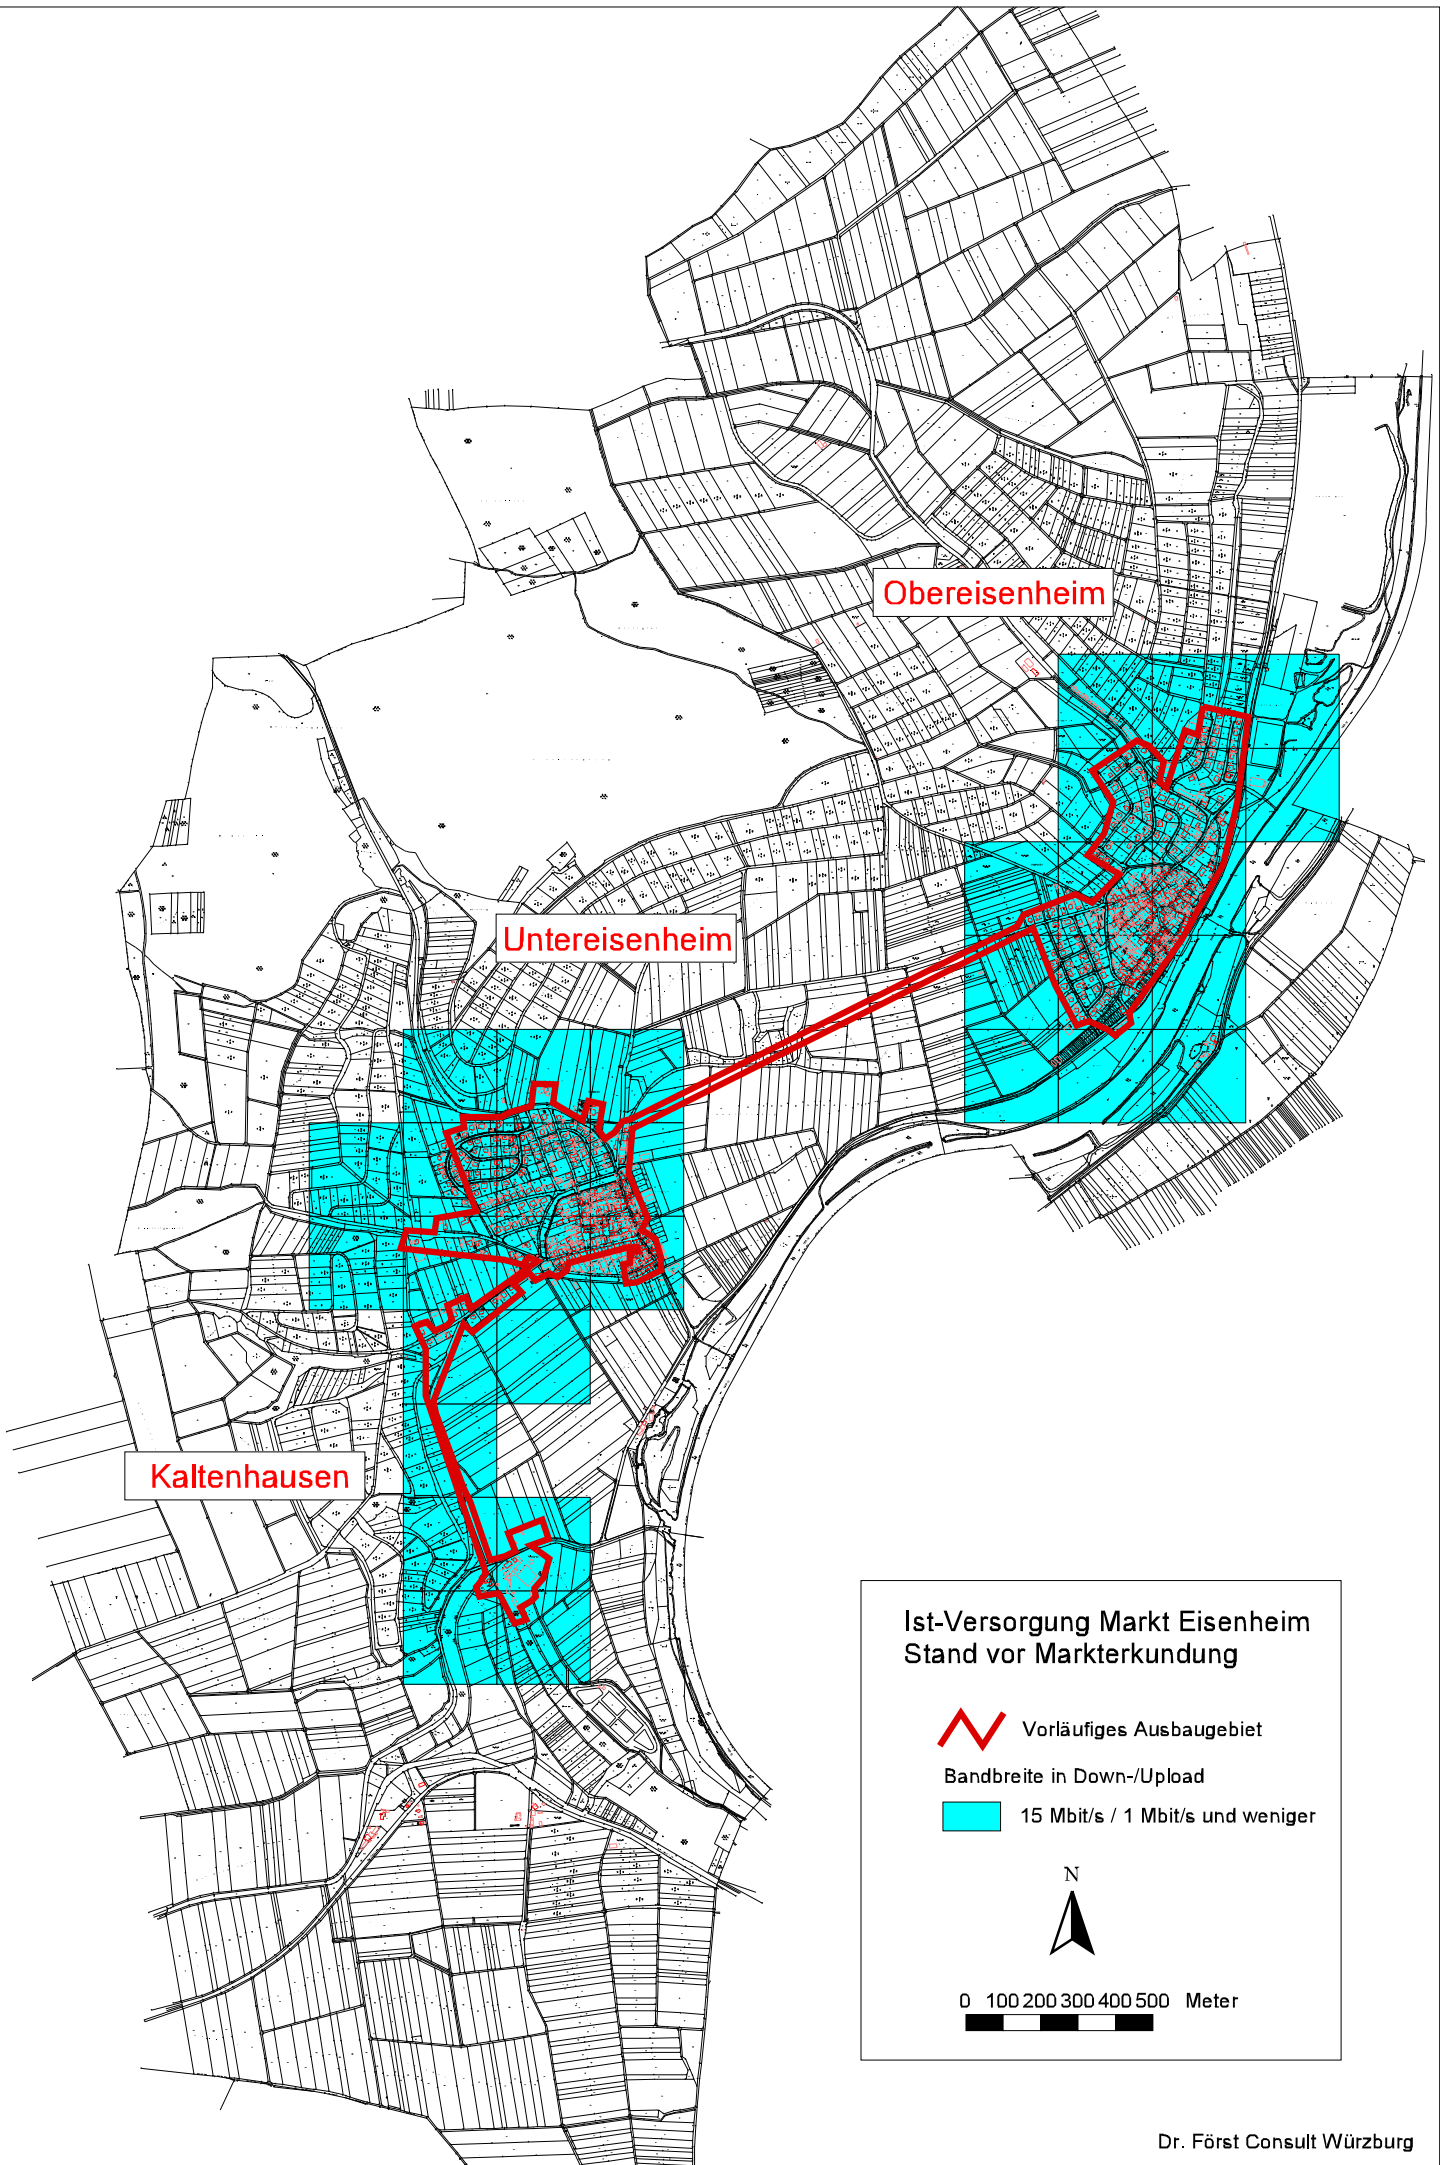 Obereisenheim
Untereisenheim
Kaltenhausen
Ist-Versorgung Markt Eisenheim
Stand vor Markterkundung
Vorläufiges Ausbaugebiet
Bandbreite in Down-/Upload
15 Mbit/s / 1 Mbit/s und weniger
N
0 100 200 300 400 500 Meter
Dr. Först Consult Würzburg